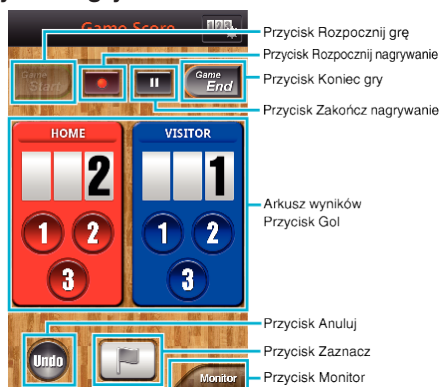 Game Score
123
Przycisk Rozpocznij grę
Przycisk Rozpocznij nagrywanie
Game
Start
Game
End
Przycisk Koniec gry
Przycisk Zakończ nagrywanie
HOME
VISITOR
2
1
Arkusz wyników
Przycisk Gol
1
2
1
2
3
3
Przycisk Anuluj
Undo
Przycisk Zaznacz
Monitor
Przycisk Monitor